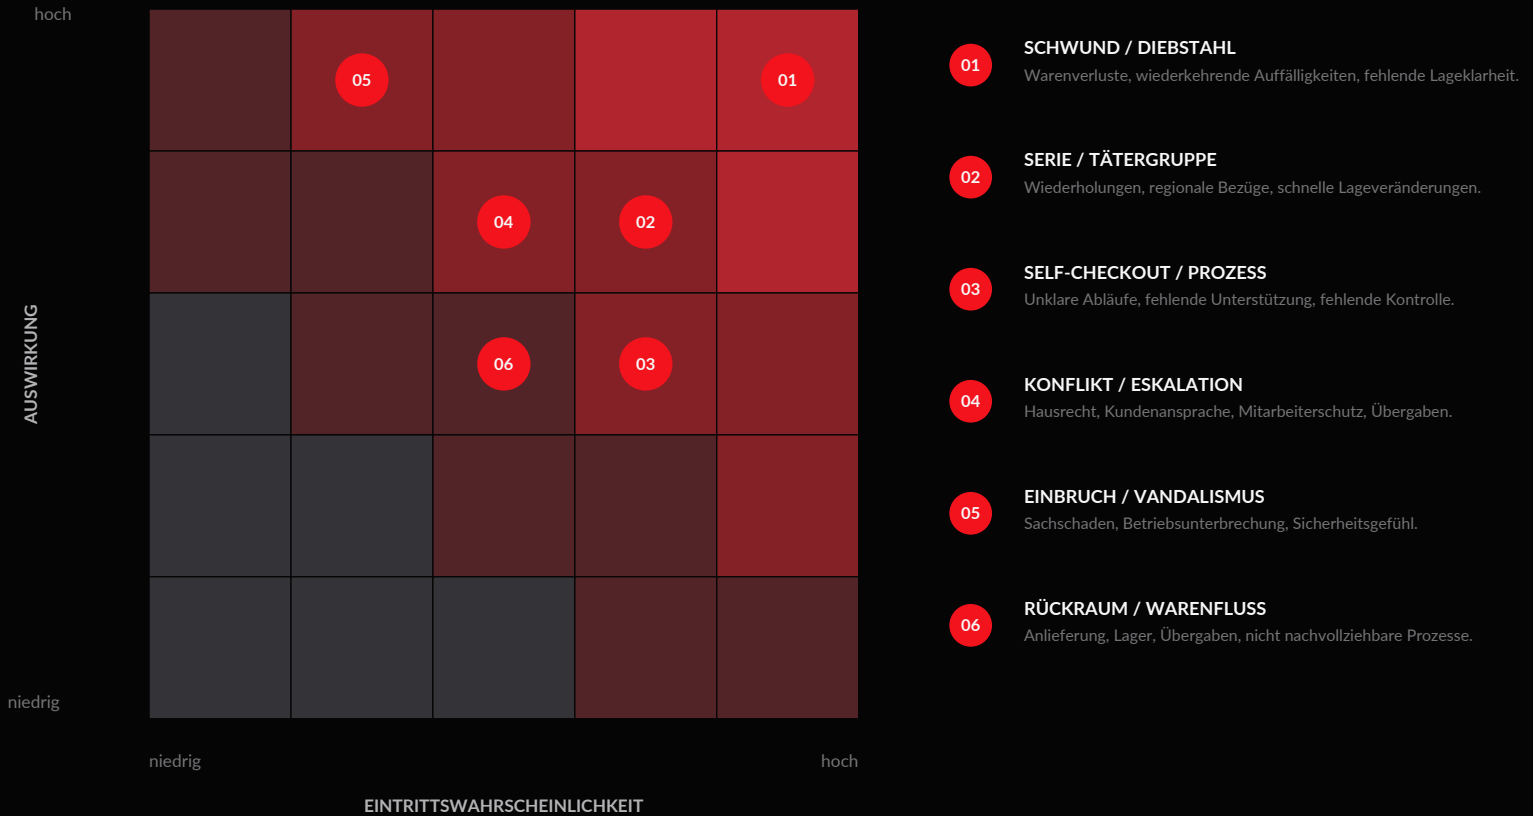 hoch
05
01
04
02
06
03
AUSWIRKUNG
niedrig
niedrig
hoch
EINTRITTSWAHRSCHEINLICHKEIT
01
SCHWUND / DIEBSTAHL
Warenverluste, wiederkehrende Auffälligkeiten, fehlende Lageklarheit.
02
SERIE / TÄTERGRUPPE
Wiederholungen, regionale Bezüge, schnelle Lageveränderungen.
03
SELF-CHECKOUT / PROZESS
Unklare Abläufe, fehlende Unterstützung, fehlende Kontrolle.
04
KONFLIKT / ESKALATION
Hausrecht, Kundenansprache, Mitarbeiterschutz, Übergaben.
05
EINBRUCH / VANDALISMUS
Sachschaden, Betriebsunterbrechung, Sicherheitsgefühl.
06
RÜCKRAUM / WARENFLUSS
Anlieferung, Lager, Übergaben, nicht nachvollziehbare Prozesse.